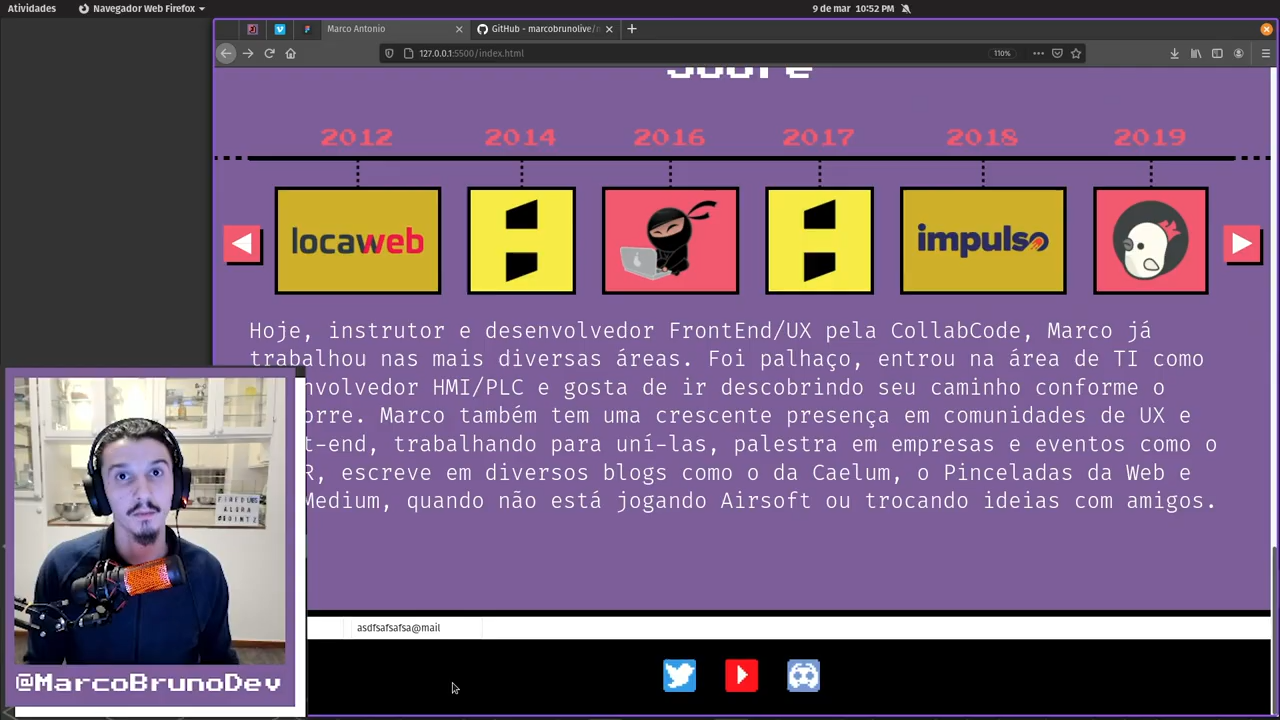 Atividades
Navegador Web Firefox
9 de mar 10:52 PM
Marco Antonio
GitHub - marcobrunolive/
127.0.0.1:5500/index.html
110%
2012 2014 2016 2017 2018 2019
locaweb
impulso
Hoje, instrutor e desenvolvedor FrontEnd/UX pela CollabCode, Marco já
trabalhou nas mais diversas áreas. Foi palhaço, entrou na área de TI como
nvolvedor HMI/PLC e gosta de ir descobrindo seu caminho conforme o
orre. Marco também tem uma crescente presença em comunidades de UX e
t-end, trabalhando para uní-las, palestra em empresas e eventos como o
R, escreve em diversos blogs como o da Caelum, o Pinceladas da Web e
Medium, quando não está jogando Airsoft ou trocando ideias com amigos.
asdfsafsafsa@mail
@MarcoBrunoDev